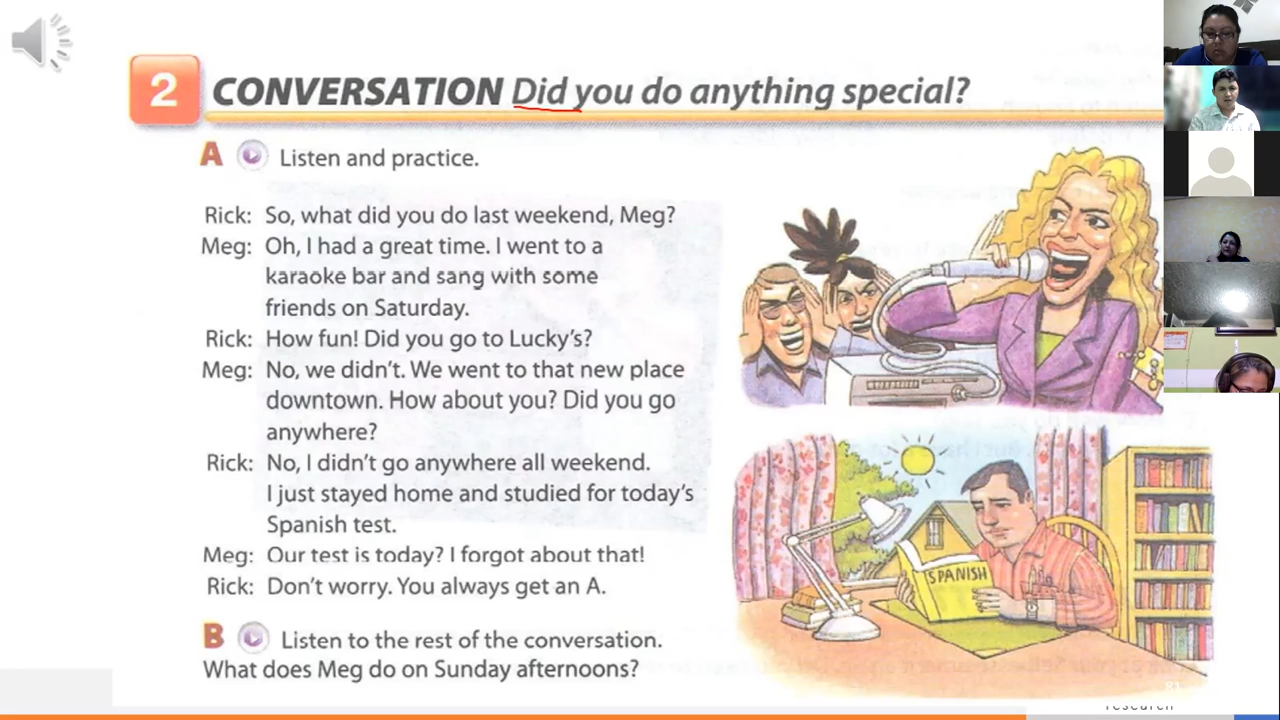 2 CONVERSATION Did you do anything special?
A Listen and practice.
Rick: So, what did you do last weekend, Meg?
Meg: Oh, I had a great time. I went to a
karaoke bar and sang with some
friends on Saturday.
Rick: How fun! Did you go to Lucky's?
Meg: No, we didn't. We went to that new place
downtown. How about you? Did you go
anywhere?
Rick: No, I didn't go anywhere all weekend.
I just stayed home and studied for today's
Spanish test.
Meg: Our test is today? I forgot about that!
Rick: Don't worry. You always get an A.
SPANISH
B Listen to the rest of the conversation.
What does Meg do on Sunday afternoons?
81
research